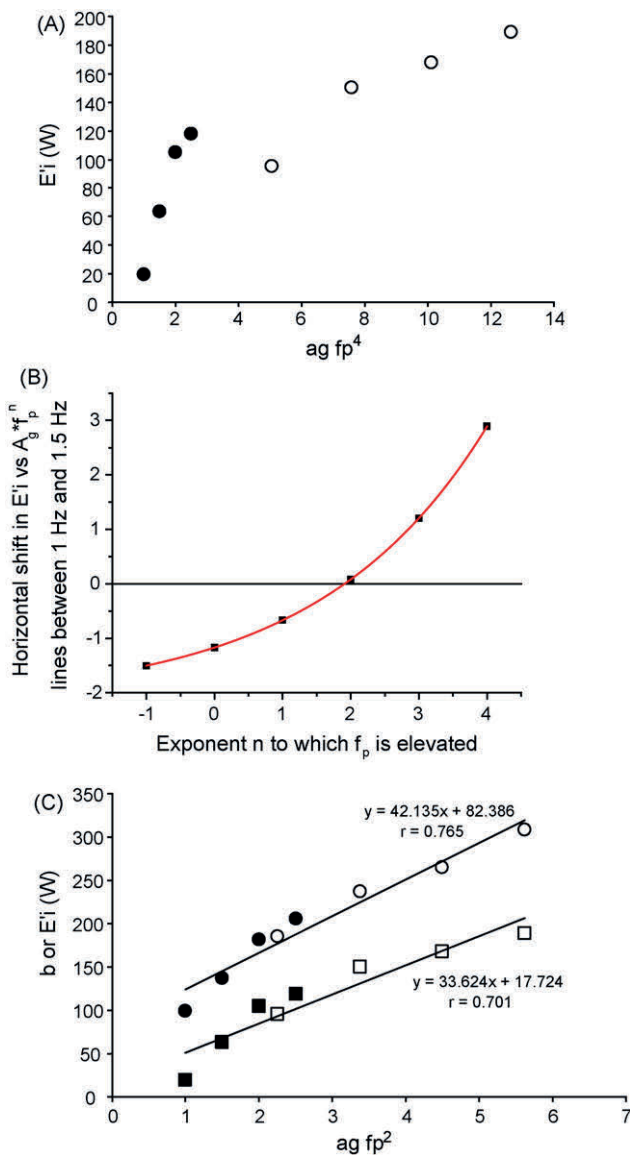 (A)
200
180
160
140
120
100
80
60
40
20
0
E'i (W)
0 2 4 6 8 10 12 14
ag fp⁴
(B)
Horizontal shift in E'i vs A_g*f_p^n
lines between 1 Hz and 1.5 Hz
3
2
1
0
-1
-2
-1 0 1 2 3 4
Exponent n to which f_p is elevated
(C)
350
300
250
200
150
100
50
0
b or E'i (W)
y = 42.135x + 82.386
r = 0.765
y = 33.624x + 17.724
r = 0.701
0 1 2 3 4 5 6 7
ag fp²